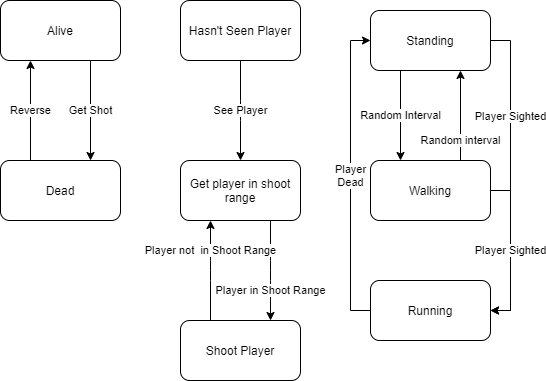 Alive
Reverse
Get Shot
Dead
Hasn't Seen Player
See Player
Get player in shoot
range
Player not  in Shoot Range
Player in Shoot Range
Shoot Player
Standing
Random Interval
Player Sighted
Random interval
Player
Dead
Walking
Player Sighted
Running